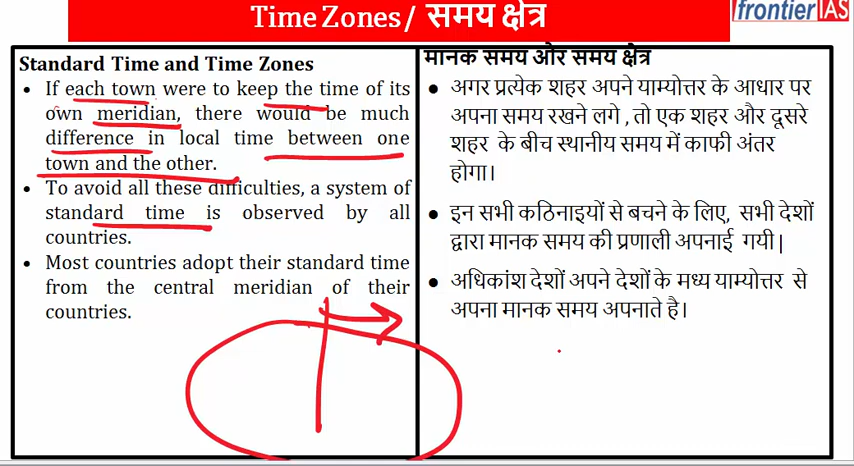 Time Zones/ समय क्षेत्र
frontier IAS
Standard Time and Time Zones
• If each town were to keep the time of its
own meridian, there would be much
difference in local time between one
town and the other.
• To avoid all these difficulties, a system of
standard time is observed by all
countries.
• Most countries adopt their standard time
from the central meridian of their
countries.
मानक समय और समय क्षेत्र
• अगर प्रत्येक शहर अपने याम्योत्तर के आधार पर
अपना समय रखने लगे , तो एक शहर और दूसरे
शहर के बीच स्थानीय समय में काफी अंतर
होगा।
• इन सभी कठिनाइयों से बचने के लिए, सभी देशों
द्वारा मानक समय की प्रणाली अपनाई गयी|
• अधिकांश देशों अपने देशों के मध्य याम्योत्तर से
अपना मानक समय अपनाते है।